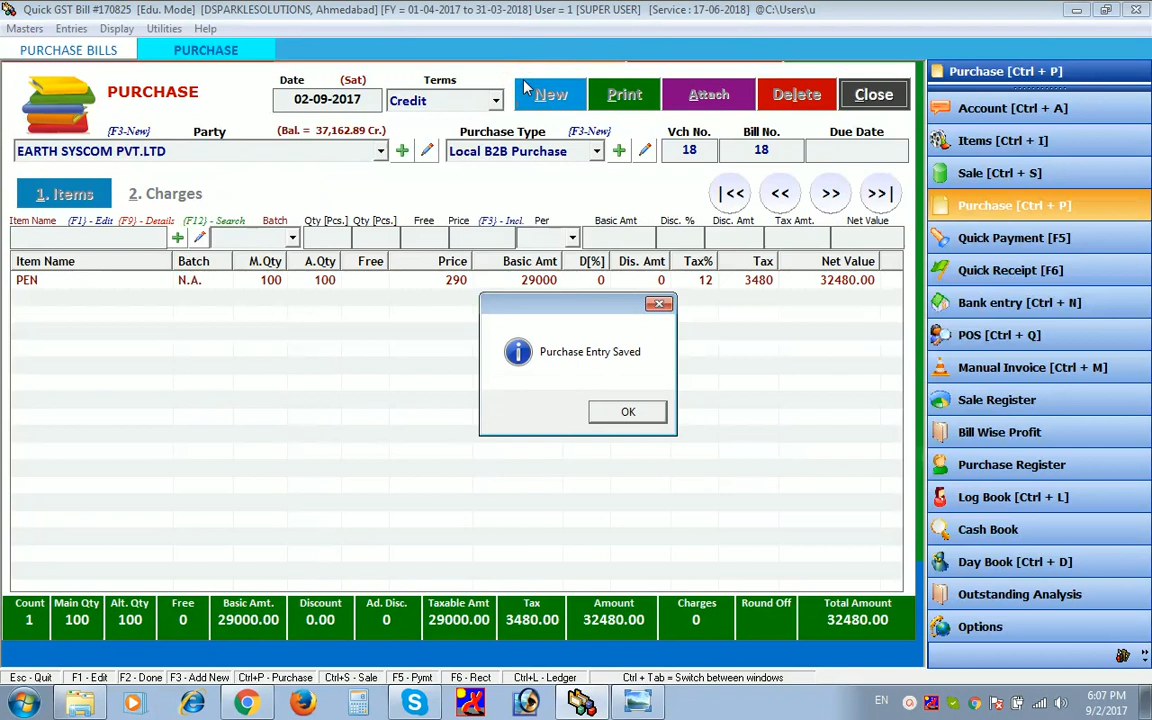 Quick GST Bill #170825 [Edu. Mode] [DSPARKLESOLUTIONS, Ahmedabad] [FY = 01-04-2017 to 31-03-2018] User = 1 [SUPER USER] [Service : 17-06-2018] @C:\Users\u
Masters Entries Display Utilities Help
PURCHASE BILLS PURCHASE
PURCHASE
Date (Sat) Terms
02-09-2017 Credit
New Print Attach Delete Close
{F3-New} Party (Bal. = 37,162.89 Cr.) Purchase Type {F3-New} Vch No. Bill No. Due Date
EARTH SYSCOM PVT.LTD Local B2B Purchase 18 18
1. Items 2. Charges |<< << >> >>|
Item Name {F1} - Edit {F9} - Details {F12} - Search Batch Qty [Pcs.] Qty [Pcs.] Free Price {F3} - Incl. Per Basic Amt Disc. % Disc. Amt Tax Amt. Net Value
Item Name Batch M.Qty A.Qty Free Price Basic Amt D[%] Dis. Amt Tax% Tax Net Value
PEN N.A. 100 100 290 29000 0 0 12 3480 32480.00
Purchase Entry Saved
OK
Count Main Qty Alt. Qty Free Basic Amt. Discount Ad. Disc. Taxable Amt Tax Amount Charges Round Off Total Amount
1 100 100 0 29000.00 0.00 0 29000.00 3480.00 32480.00 0 32480.00
Purchase [Ctrl + P]
Account [Ctrl + A]
Items [Ctrl + I]
Sale [Ctrl + S]
Purchase [Ctrl + P]
Quick Payment [F5]
Quick Receipt [F6]
Bank entry [Ctrl + N]
POS [Ctrl + Q]
Manual Invoice [Ctrl + M]
Sale Register
Bill Wise Profit
Purchase Register
Log Book [Ctrl + L]
Cash Book
Day Book [Ctrl + D]
Outstanding Analysis
Options
Esc - Quit F1 - Edit F2 - Done F3 - Add New Ctrl+P - Purchase Ctrl+S - Sale F5 - Pymt F6 - Rect Ctrl+L - Ledger Ctrl + Tab = Switch between windows
EN 6:07 PM
9/2/2017